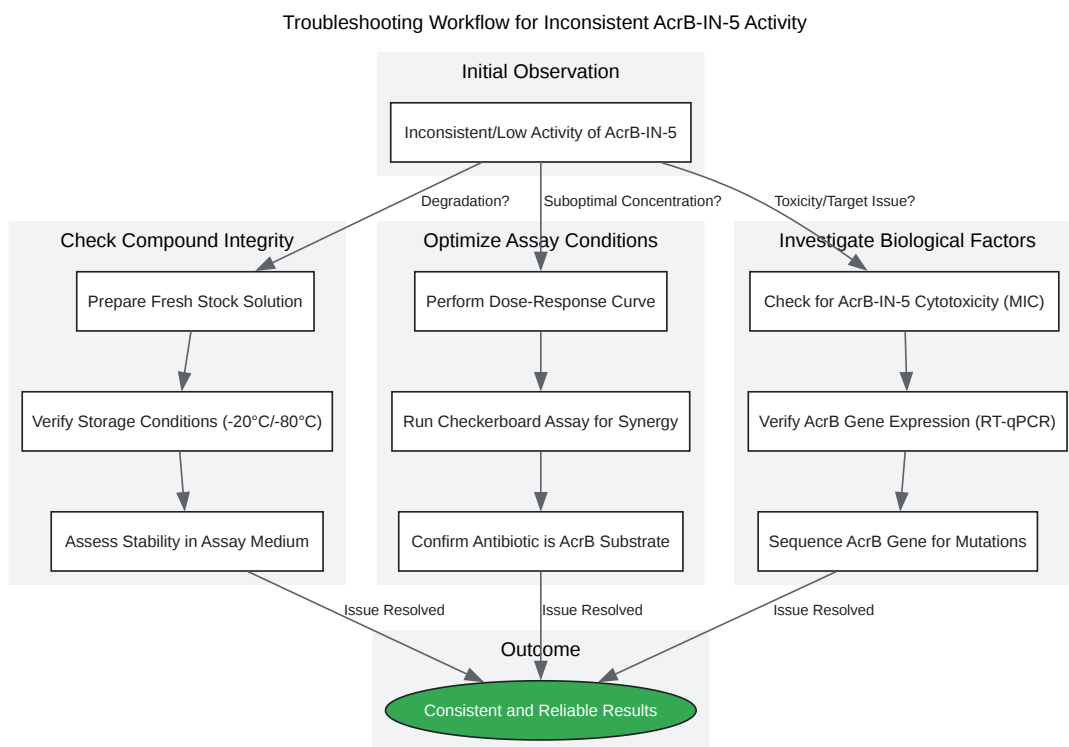 Troubleshooting Workflow for Inconsistent AcrB-IN-5 Activity
Initial Observation
Inconsistent/Low Activity of AcrB-IN-5
Degradation?
Suboptimal Concentration?
Toxicity/Target Issue?
Check Compound Integrity
Optimize Assay Conditions
Investigate Biological Factors
Prepare Fresh Stock Solution
Perform Dose-Response Curve
Check for AcrB-IN-5 Cytotoxicity (MIC)
Verify Storage Conditions (-20°C/-80°C)
Run Checkerboard Assay for Synergy
Verify AcrB Gene Expression (RT-qPCR)
Assess Stability in Assay Medium
Confirm Antibiotic is AcrB Substrate
Sequence AcrB Gene for Mutations
Issue Resolved
Issue Resolved
Issue Resolved
Outcome
Consistent and Reliable Results